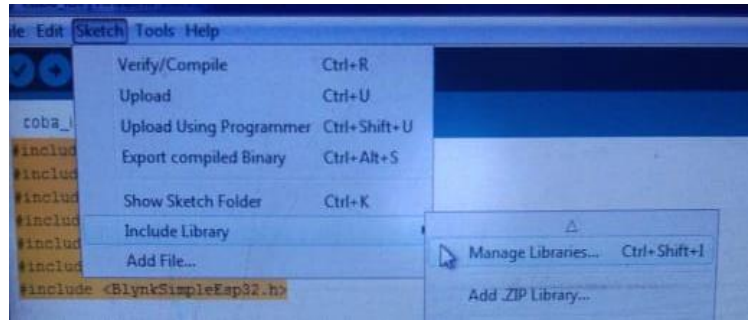 le Edit Sketch Tools Help
Verify/Compile Ctrl+R
Upload Ctrl+U
coba_
Upload Using Programmer Ctrl+Shift+U
#includ
Export compiled Binary Ctrl+Alt+S
#includ
#includ
Show Sketch Folder Ctrl+K
#includ
Include Library
#includ
Manage Libraries... Ctrl+Shift+I
#includ
Add File...
#include <BlynkSimpleEsp32.h>
Add .ZIP Library...